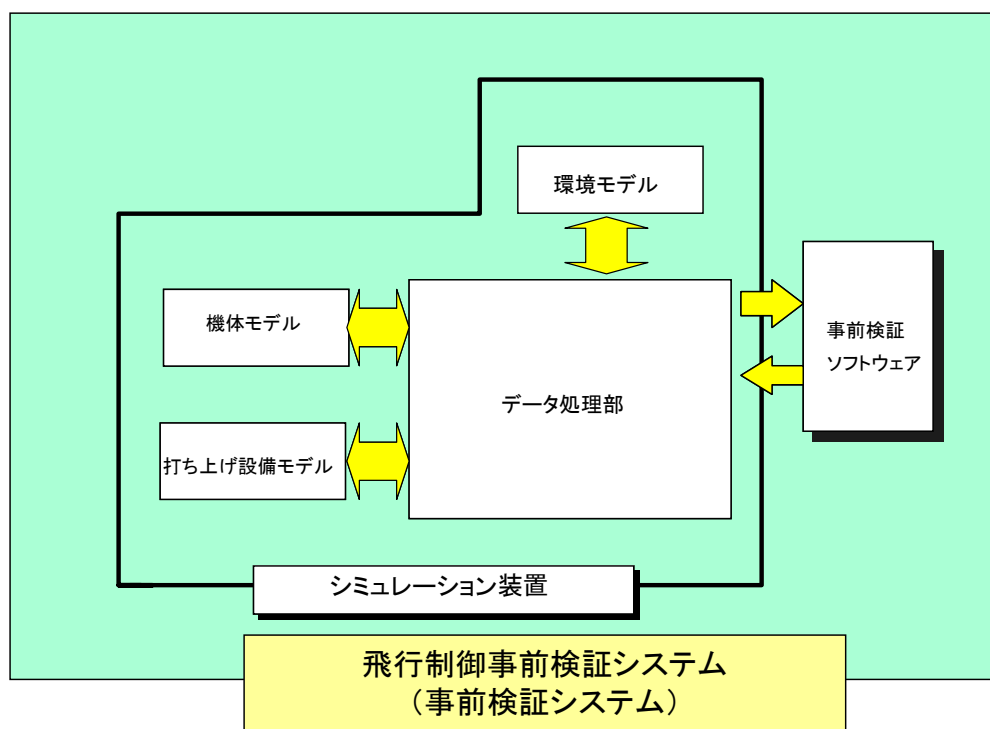 環境モデル
機体モデル
事前検証
ソフトウェア
データ処理部
打ち上げ設備モデル
シミュレーション装置
飛行制御事前検証システム
（事前検証システム）